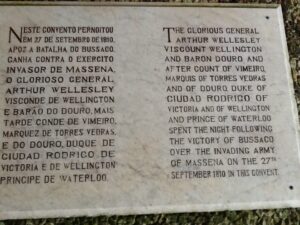 NESTE CONVENTO PERNOITOU
EM 27 DE SETEMBRO DE 1810,
APOZ A BATALHA DO BUSSACO,
GANHA CONTRA O EXERCITO
INVASOR DE MASSENA,
O GLORIOSO GENERAL
ARTHUR WELLESLEY
VISCONDE DE WELLINGTON
E BARÃO DO DOURO, MAIS
TARDE CONDE DE VIMEIRO,
MARQUEZ DE TORRES VEDRAS,
E DO DOURO, DUQUE DE
CIUDAD RODRIGO, DE
VICTORIA E DE WELLINGTON
PRINCIPE DE WATERLOO.
THE GLORIOUS GENERAL
ARTHUR WELLESLEY
VISCOUNT WELLINGTON
AND BARON DOURO AND
AFTER COUNT OF VIMEIRO,
MARQUIS OF TORRES VEDRAS
AND OF DOURO DUKE OF
CIUDAD RODRIGO OF
VICTORIA AND OF WELLINGTON
AND PRINCE OF WATERLOO
SPENT THE NIGHT FOLLOWING
THE VICTORY OF BUSSACO
OVER THE INVADING ARMY
OF MASSENA ON THE 27TH
SEPTEMBER 1810 IN THIS CONVENT.